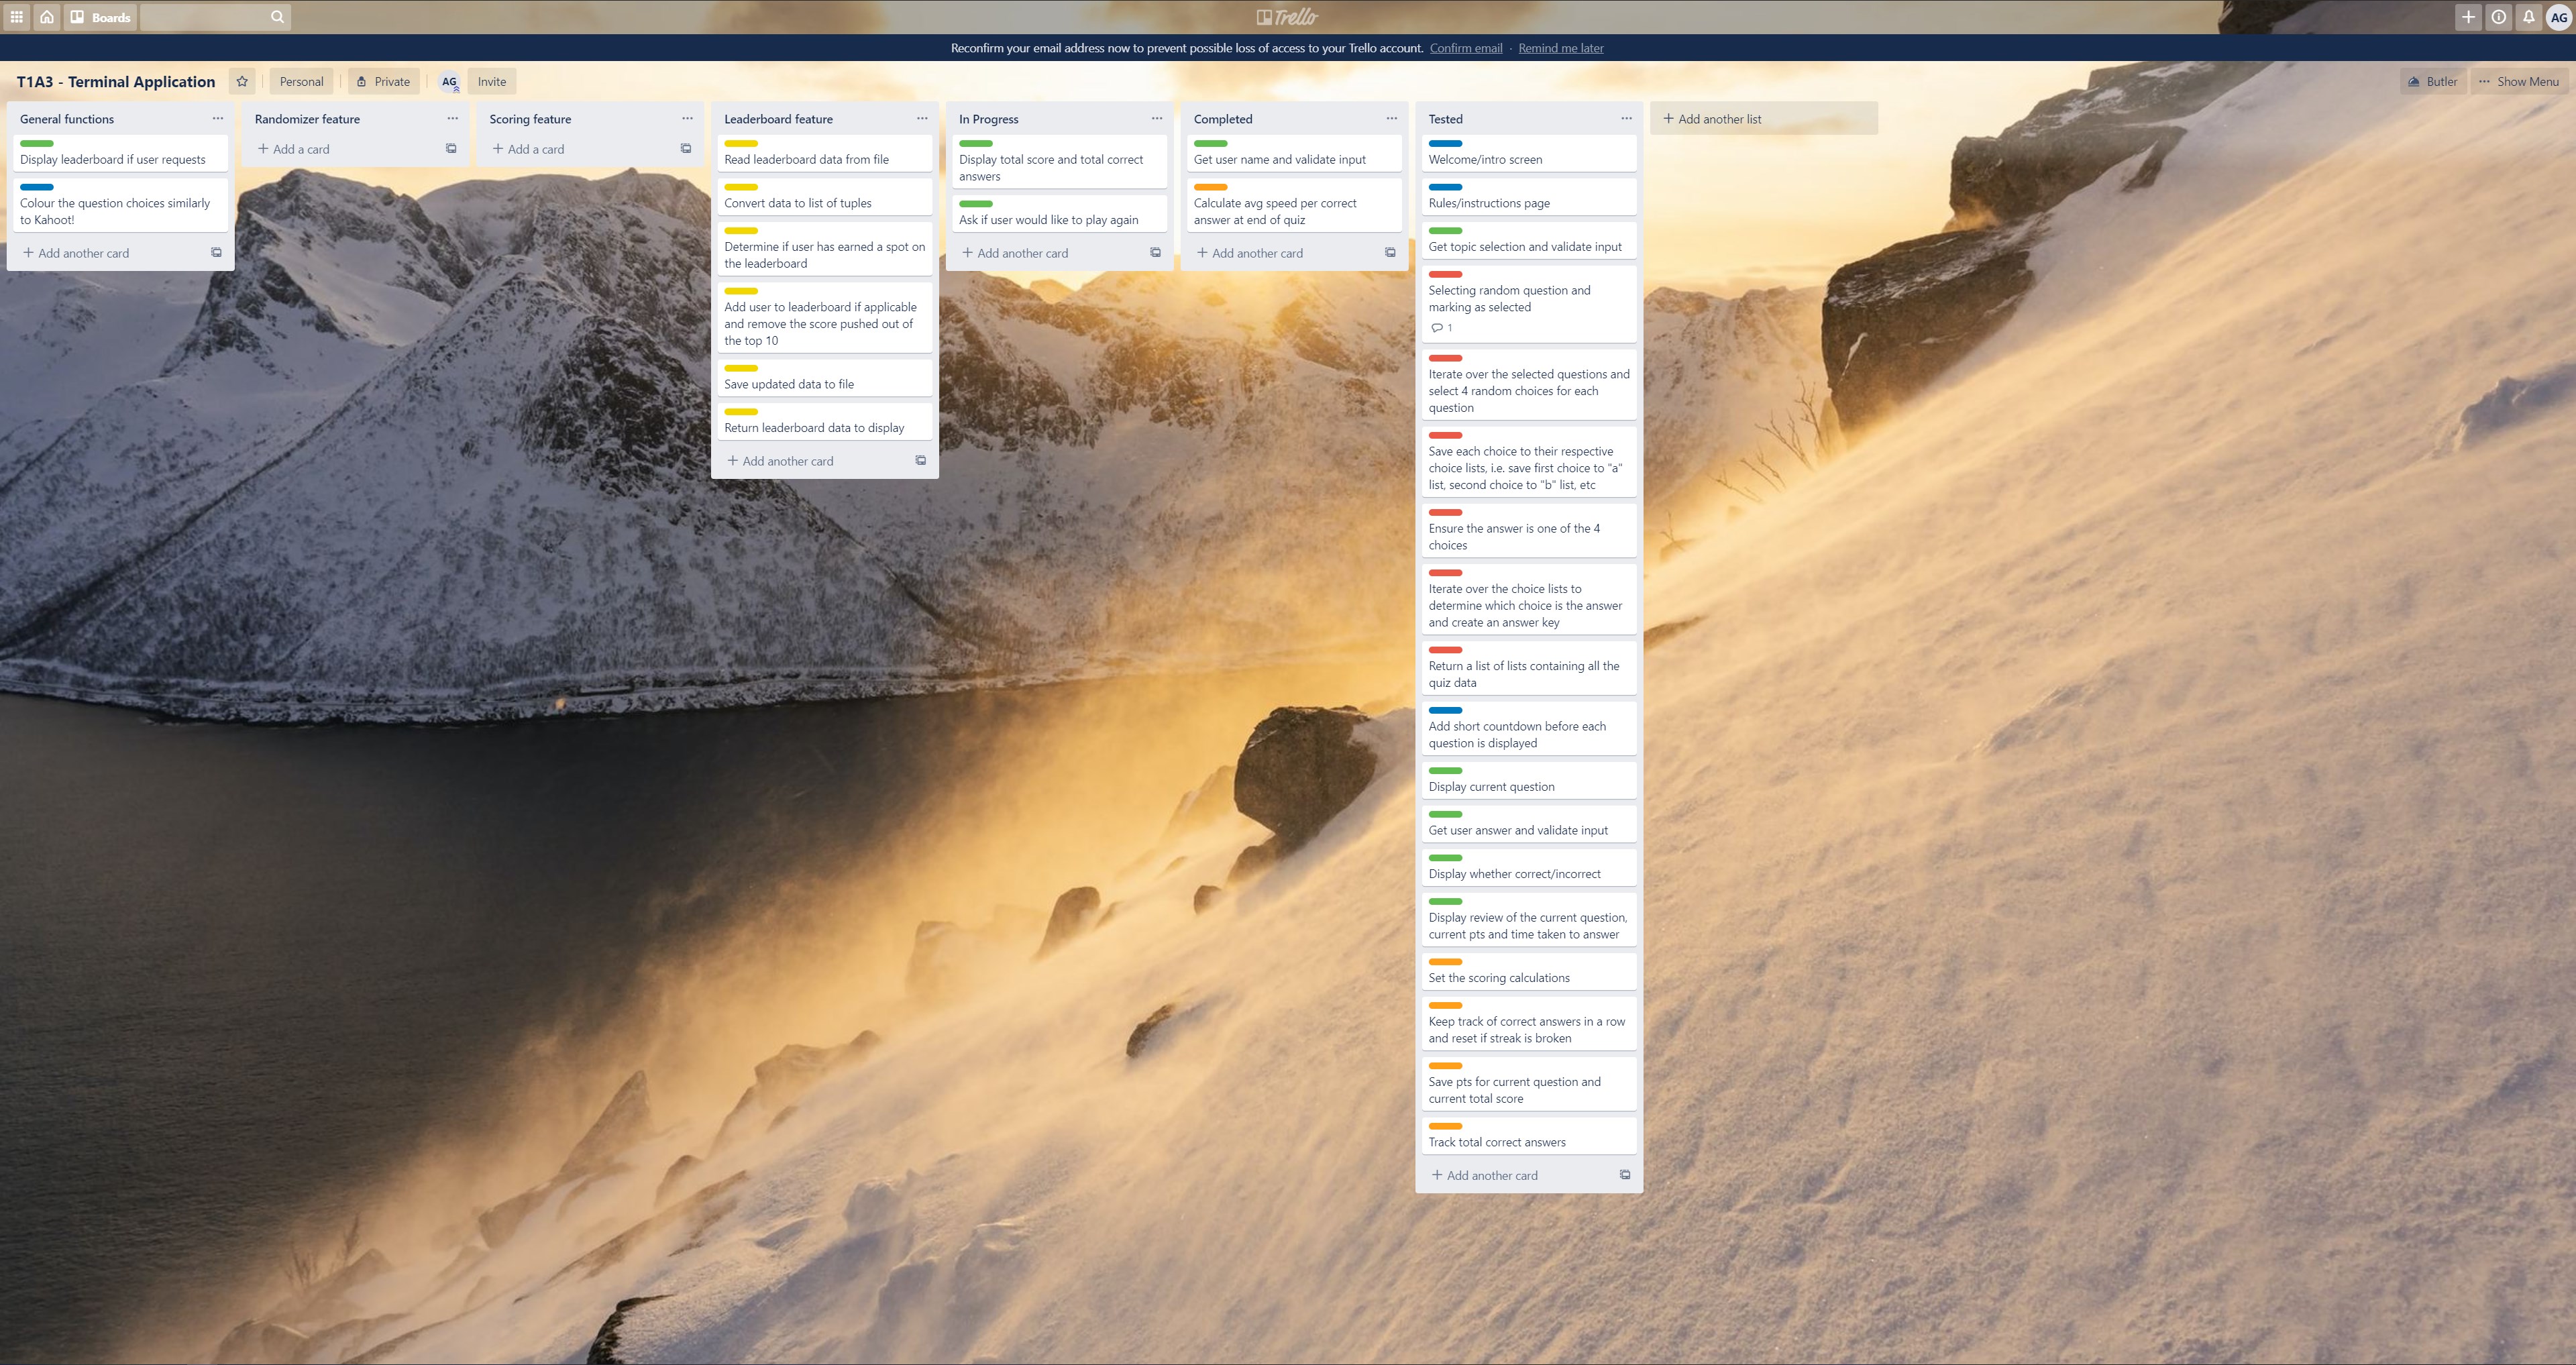 Boards
Trello
AG
Reconfirm your email address now to prevent possible loss of access to your Trello account. Confirm email · Remind me later
T1A3 - Terminal Application
Personal
Private
AG
Invite
Butler
··· Show Menu
General functions
Display leaderboard if user requests
Colour the question choices similarly
to Kahoot!
+ Add another card
Randomizer feature
+ Add a card
Scoring feature
+ Add a card
Leaderboard feature
Read leaderboard data from file
Convert data to list of tuples
Determine if user has earned a spot on
the leaderboard
Add user to leaderboard if applicable
and remove the score pushed out of
the top 10
Save updated data to file
Return leaderboard data to display
+ Add another card
In Progress
Display total score and total correct
answers
Ask if user would like to play again
+ Add another card
Completed
Get user name and validate input
Calculate avg speed per correct
answer at end of quiz
+ Add another card
Tested
Welcome/intro screen
Rules/instructions page
Get topic selection and validate input
Selecting random question and
marking as selected
1
Iterate over the selected questions and
select 4 random choices for each
question
Save each choice to their respective
choice lists, i.e. save first choice to "a"
list, second choice to "b" list, etc
Ensure the answer is one of the 4
choices
Iterate over the choice lists to
determine which choice is the answer
and create an answer key
Return a list of lists containing all the
quiz data
Add short countdown before each
question is displayed
Display current question
Get user answer and validate input
Display whether correct/incorrect
Display review of the current question,
current pts and time taken to answer
Set the scoring calculations
Keep track of correct answers in a row
and reset if streak is broken
Save pts for current question and
current total score
Track total correct answers
+ Add another card
+ Add another list